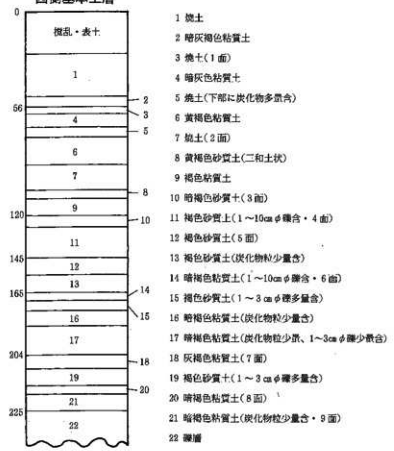 西側基本土層
0
攪乱・表土
1
2
3
56
4
5
6
7
8
9
120
10
11
145
12
13
14
165
15
16
17
204
18
19
20
21
225
22
1 焼土
2 暗灰褐色粘質土
3 焼土(1面)
4 暗灰色粘質土
5 焼土(下部に炭化物多量含)
6 黄褐色粘質土
7 焼土(2面)
8 黄褐色砂質土(二和土状)
9 褐色粘質土
10 暗褐色砂質土(3面)
11 褐色砂質土(1～10㎝φ礫含・4面)
12 褐色砂質土(5面)
13 褐色砂質土(炭化物粒少量含)
14 暗褐色粘質土(1～10㎝φ礫含・6面)
15 褐色砂質土(1～3㎝φ礫多量含)
16 暗褐色粘質土(炭化物粒少量含)
17 暗褐色粘質土(炭化物粒少量、1～3㎝φ礫少量含)
18 灰褐色粘質土(7面)
19 褐色砂質土(1～3㎝φ礫多量含)
20 暗褐色粘質土(8面)
21 暗褐色粘質土(炭化物粒少量含・9面)
22 礫層